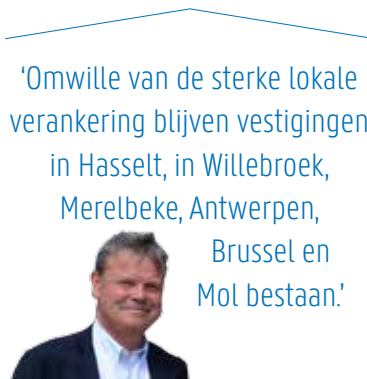 ‘Omwille van de sterke lokale
verankering blijven vestigingen
in Hasselt, in Willebroek,
Merelbeke, Antwerpen,
Brussel en
Mol bestaan.’